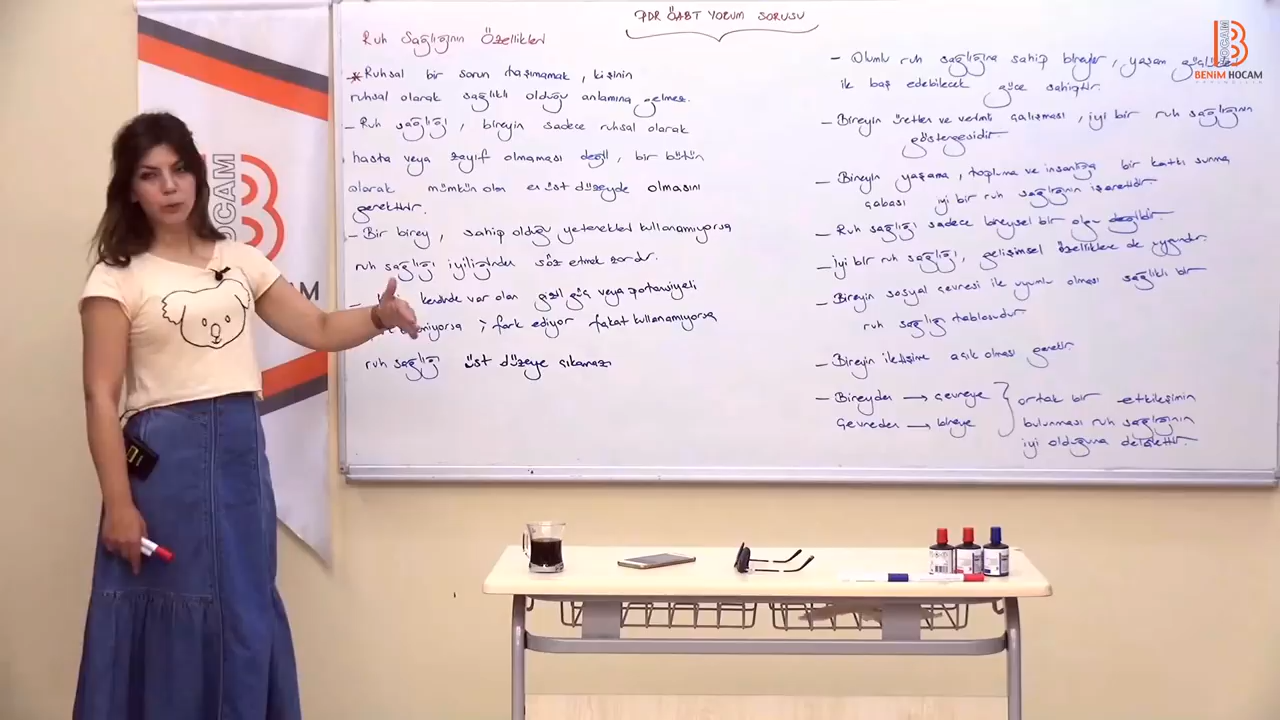 PDR ÖABT YORUM SORUSU
Ruh Sağlığının Özellikleri
* Ruhsal bir sorun taşımamak, kişinin
ruhsal olarak sağlıklı olduğu anlamına gelmez.
- Ruh sağlığı, bireyin sadece ruhsal olarak
hasta veya zayıf olmaması değil, bir bütün
olarak mümkün olan en üst düzeyde olmasını
gerektirir.
- Bir birey, sahip olduğu yetenekleri kullanamıyorsa
ruh sağlığı iyiliğinden söz etmek zordur.
- kendinde var olan gizil güç veya potansiyeli
; fark ediyor fakat kullanamıyorsa
ruh sağlığı üst düzeye çıkamaz.
- Olumlu ruh sağlığına sahip bireyler, yaşam
ile baş edebilecek güce sahiptir.
- Bireyin üretken ve verimli çalışması, iyi bir ruh sağlığının
göstergesidir.
- Bireyin yaşama, topluma ve insanlığa bir katkı sunma
çabası iyi bir ruh sağlığının işaretidir.
- Ruh sağlığı sadece bireysel bir olgu değildir.
- İyi bir ruh sağlığı, gelişimsel özelliklere de uygundur.
- Bireyin sosyal çevresi ile uyumlu olması sağlıklı bir
ruh sağlığı tablosudur.
- Bireyin iletişime açık olması gerekir.
- Bireyden → çevreye
Çevreden → bireye
ortak bir etkileşimin
bulunması ruh sağlığının
iyi olduğuna delalettir.
B HOCAM
BENİM HOCAM
OCAM
AM